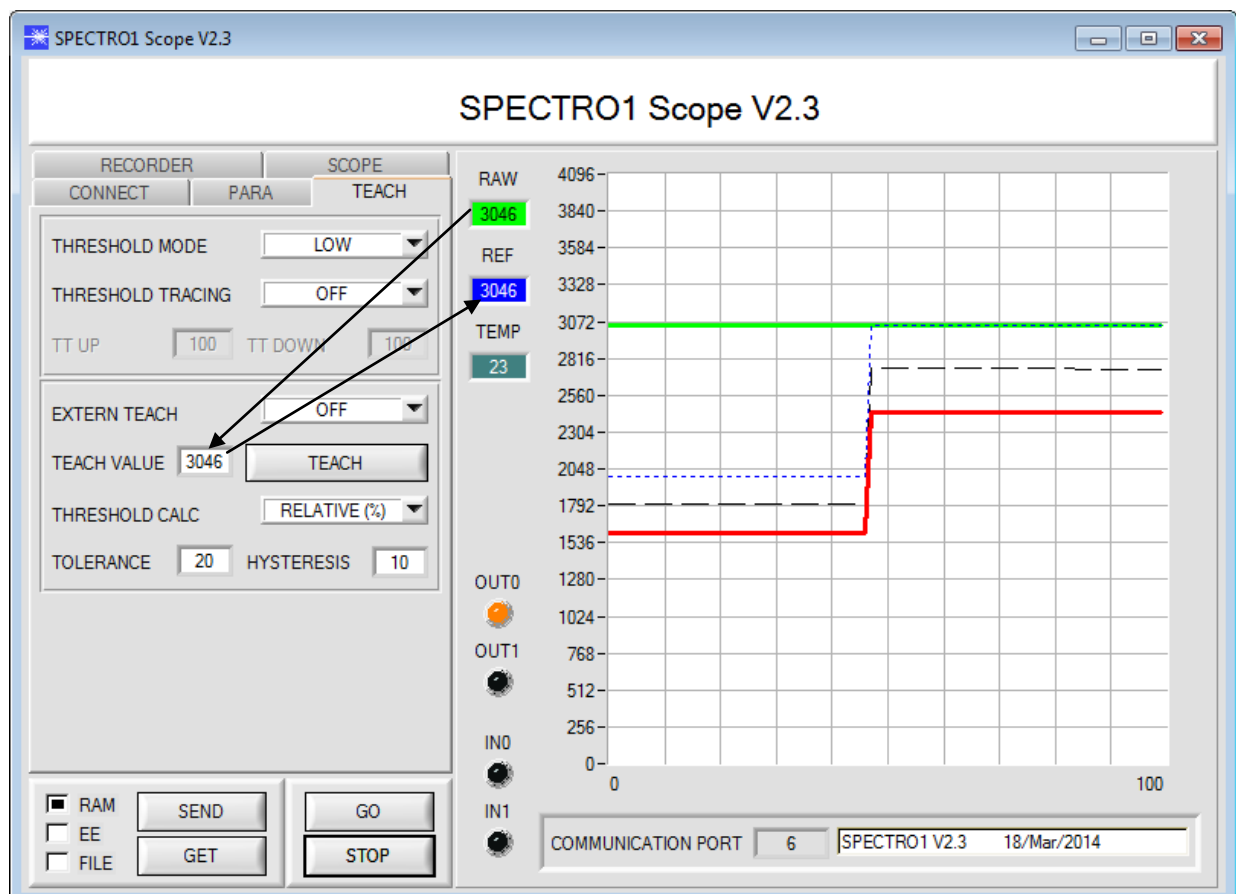 SPECTRO1 Scope V2.3
SPECTRO1 Scope V2.3
RECORDER SCOPE
CONNECT PARA TEACH
THRESHOLD MODE LOW
THRESHOLD TRACING OFF
TT UP 100 TT DOWN 100
EXTERN TEACH OFF
TEACH VALUE 3046 TEACH
THRESHOLD CALC RELATIVE (%)
TOLERANCE 20 HYSTERESIS 10
RAM SEND GO
EE
FILE GET STOP
RAW
3046
REF
3046
TEMP
23
OUT0
OUT1
IN0
IN1
4096
3840
3584
3328
3072
2816
2560
2304
2048
1792
1536
1280
1024
768
512
256
0
0 100
COMMUNICATION PORT 6 SPECTRO1 V2.3 18/Mar/2014